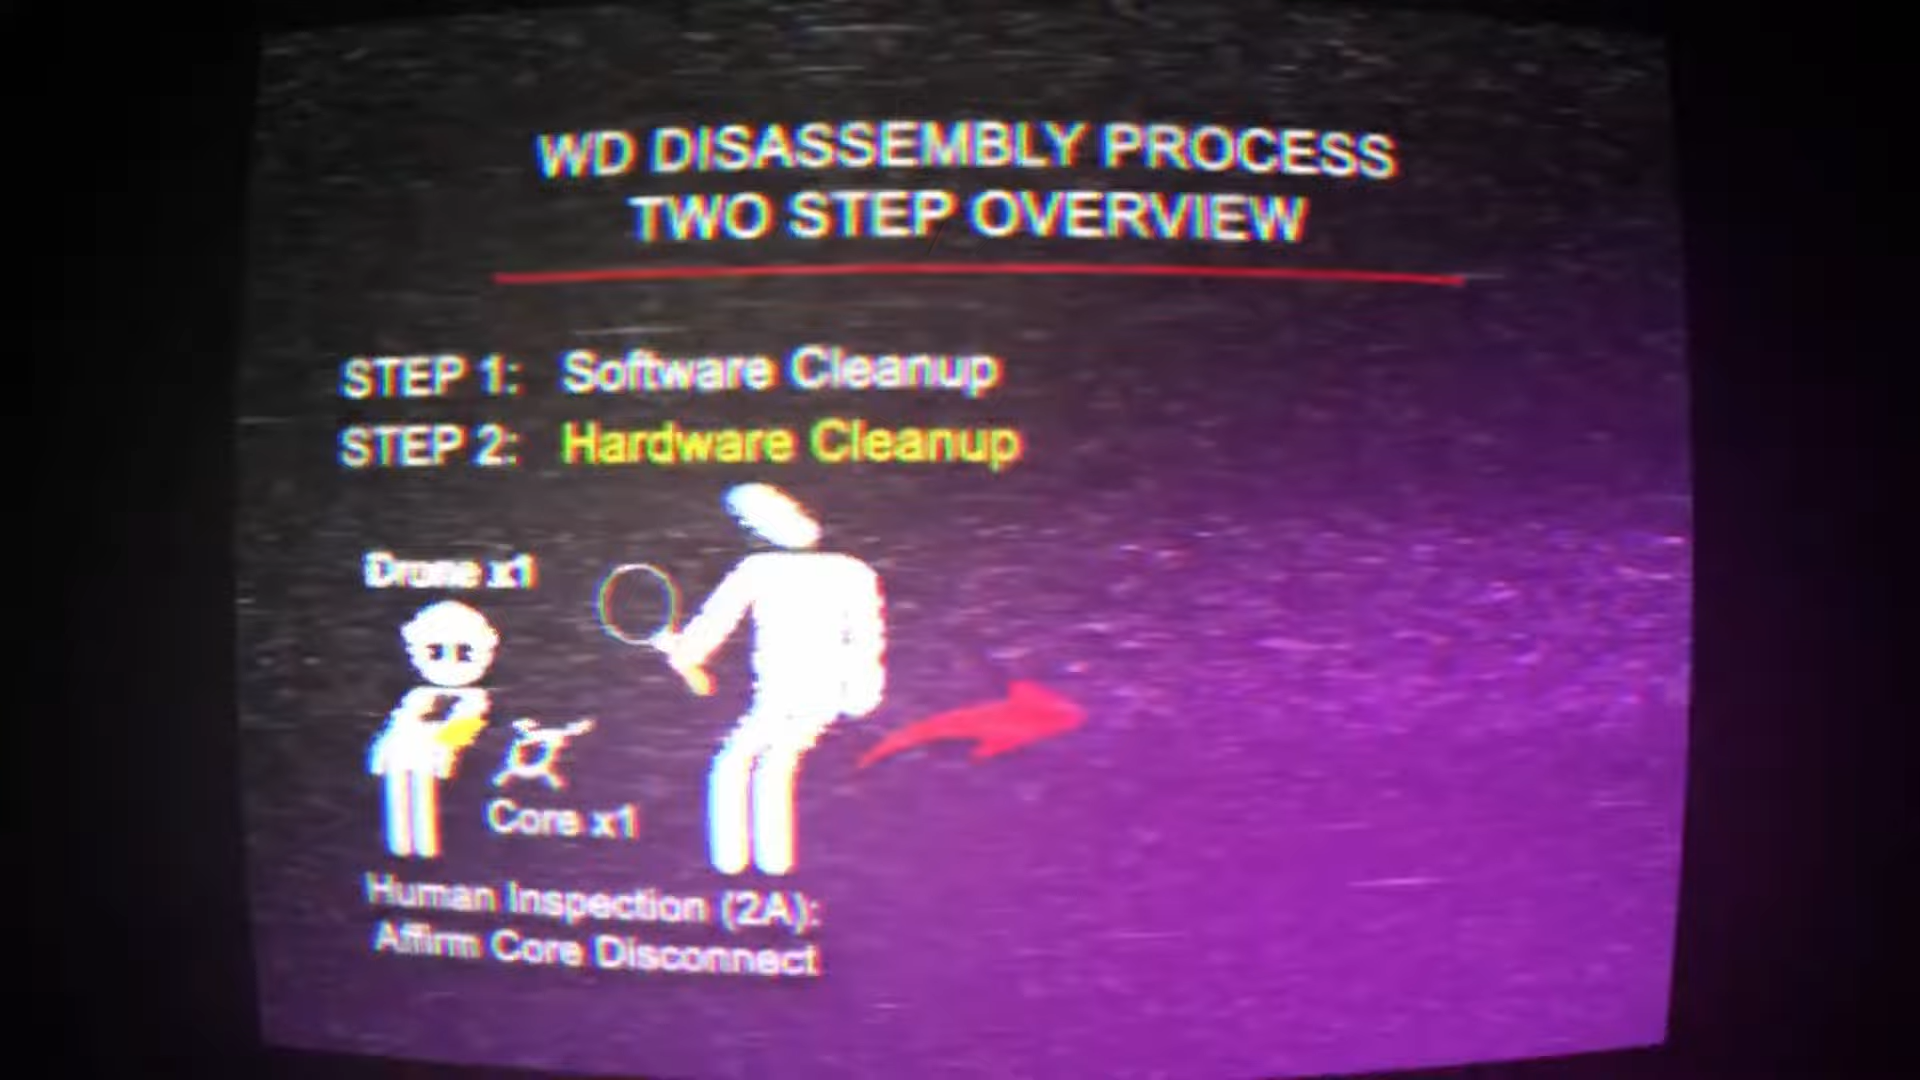 WD DISASSEMBLY PROCESS
TWO STEP OVERVIEW
STEP 1: Software Cleanup
STEP 2: Hardware Cleanup
Drone x1
Core x1
Human Inspection (2A):
Affirm Core Disconnect